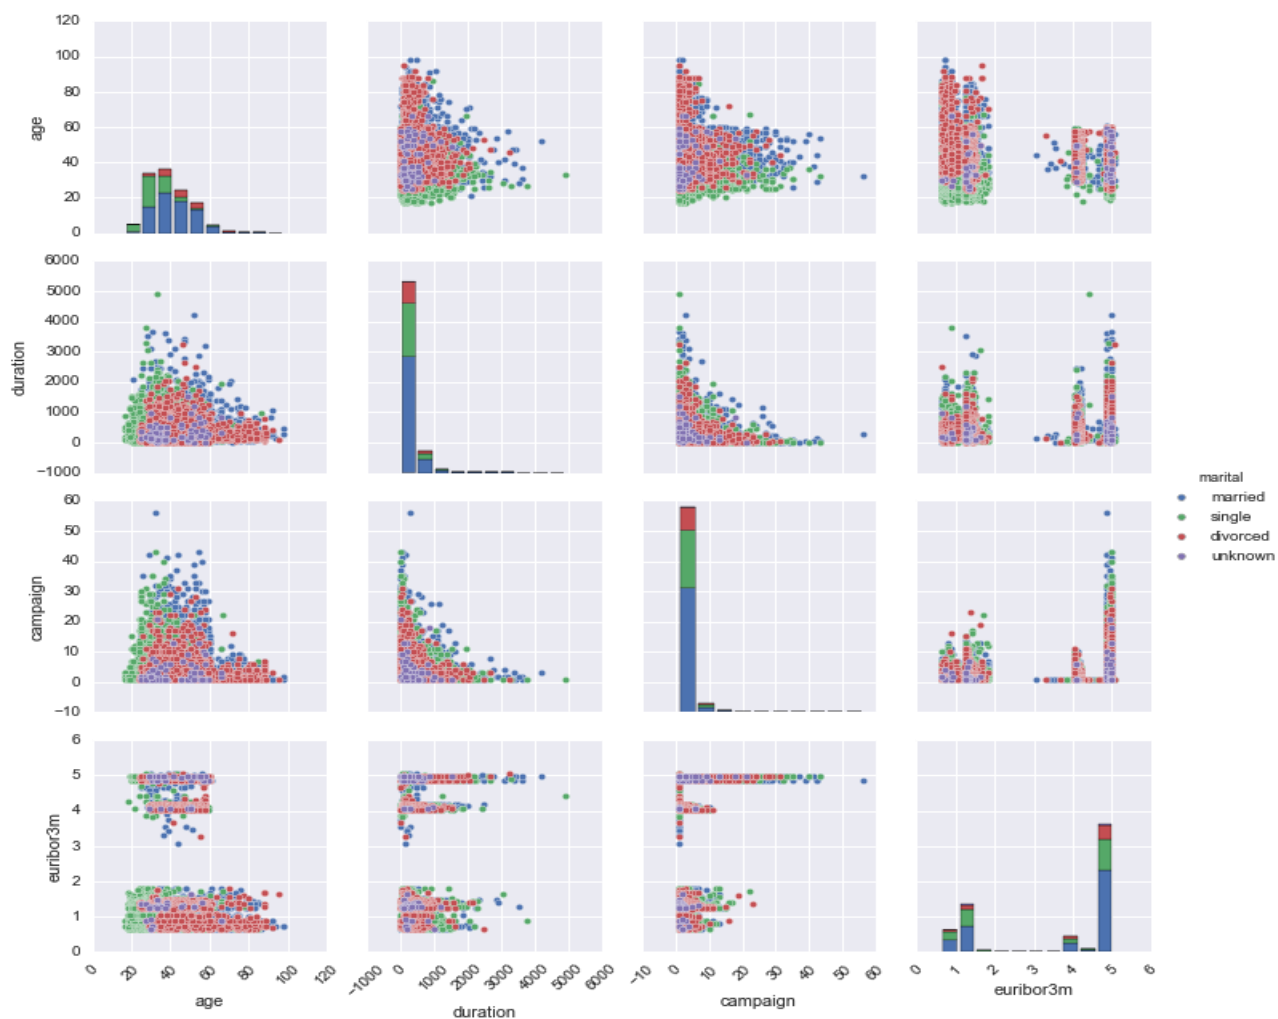 120
100
80
60
40
20
0
age
6000
5000
4000
3000
2000
1000
0
−1000
duration
60
50
40
30
20
10
0
−10
campaign
marital
married
single
divorced
unknown
6
5
4
3
2
1
0
euribor3m
0 20 40 60 80 100 120
−1000 0 1000 2000 3000 4000 5000 6000
−10 0 10 20 30 40 50 60
0 1 2 3 4 5 6
age
duration
campaign
euribor3m